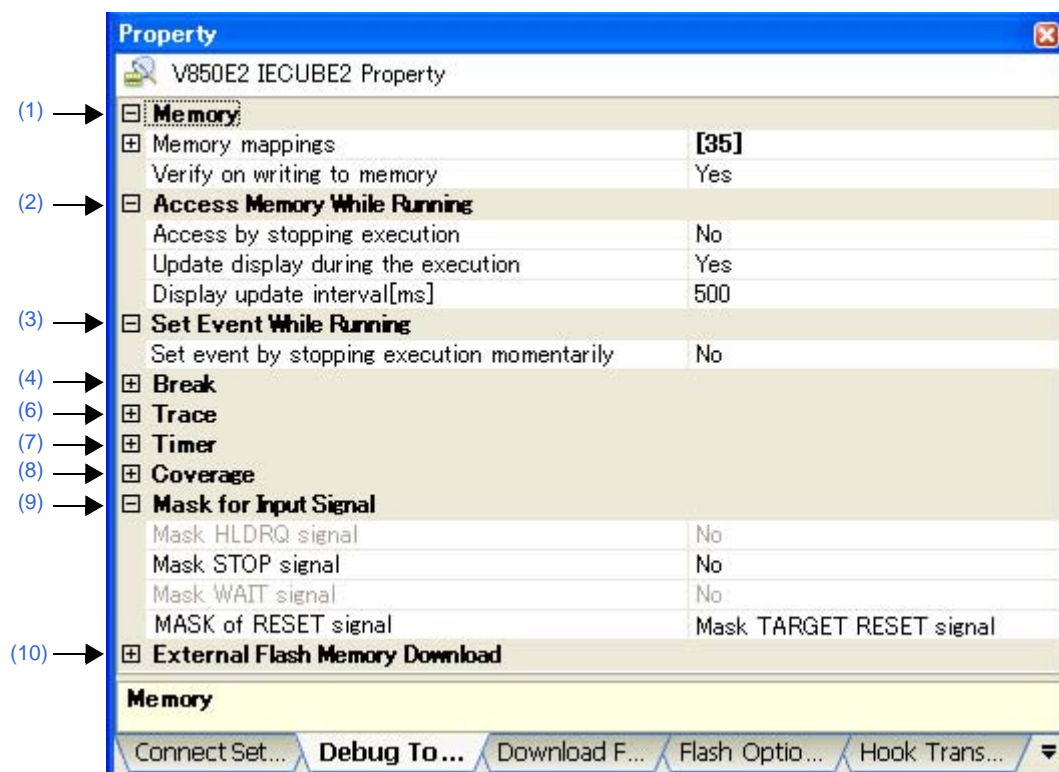 Property
V850E2 IECUBE2 Property
(1) Memory
Memory mappings [35]
Verify on writing to memory Yes
(2) Access Memory While Running
Access by stopping execution No
Update display during the execution Yes
Display update interval[ms] 500
(3) Set Event While Running
Set event by stopping execution momentarily No
(4) Break
(6) Trace
(7) Timer
(8) Coverage
(9) Mask for Input Signal
Mask HLDRQ signal No
Mask STOP signal No
Mask WAIT signal No
MASK of RESET signal Mask TARGET RESET signal
(10) External Flash Memory Download
Memory
Connect Set... Debug To... Download F... Flash Optio... Hook Trans...